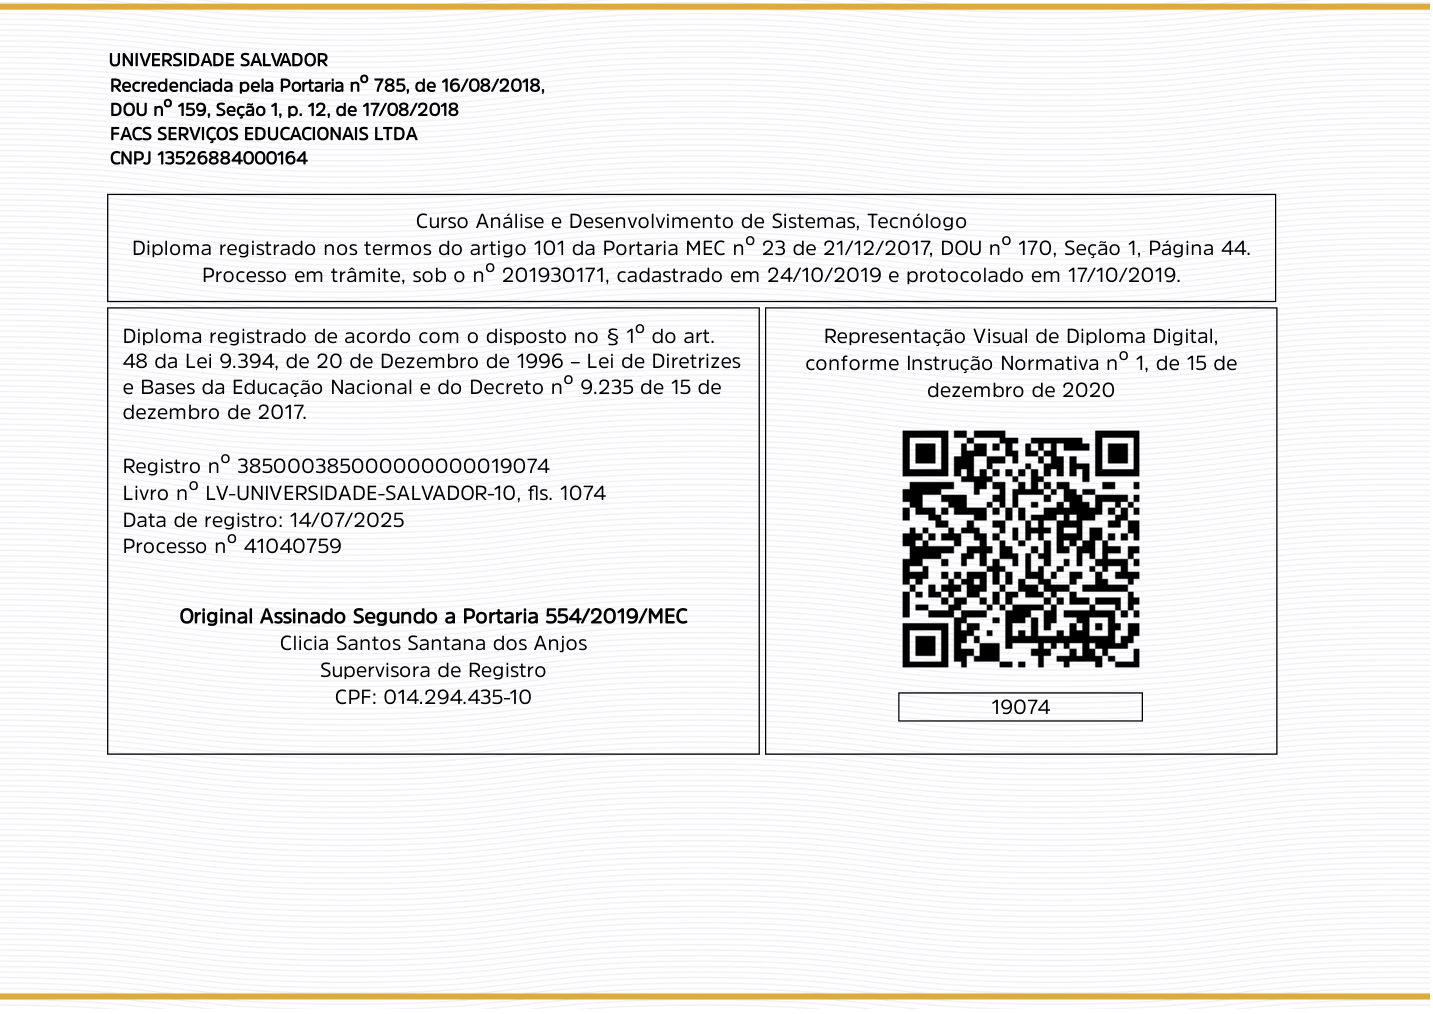 UNIVERSIDADE SALVADOR
Recredenciada pela Portaria nº 785, de 16/08/2018,
DOU nº 159, Seção 1, p. 12, de 17/08/2018
FACS SERVIÇOS EDUCACIONAIS LTDA
CNPJ 13526884000164
Curso Análise e Desenvolvimento de Sistemas, Tecnólogo
Diploma registrado nos termos do artigo 101 da Portaria MEC nº 23 de 21/12/2017, DOU nº 170, Seção 1, Página 44.
Processo em trâmite, sob o nº 201930171, cadastrado em 24/10/2019 e protocolado em 17/10/2019.
Diploma registrado de acordo com o disposto no § 1º do art.
48 da Lei 9.394, de 20 de Dezembro de 1996 – Lei de Diretrizes
e Bases da Educação Nacional e do Decreto nº 9.235 de 15 de
dezembro de 2017.
Registro nº 385000385000000000019074
Livro nº LV-UNIVERSIDADE-SALVADOR-10, fls. 1074
Data de registro: 14/07/2025
Processo nº 41040759
Original Assinado Segundo a Portaria 554/2019/MEC
Clicia Santos Santana dos Anjos
Supervisora de Registro
CPF: 014.294.435-10
Representação Visual de Diploma Digital,
conforme Instrução Normativa nº 1, de 15 de
dezembro de 2020
19074